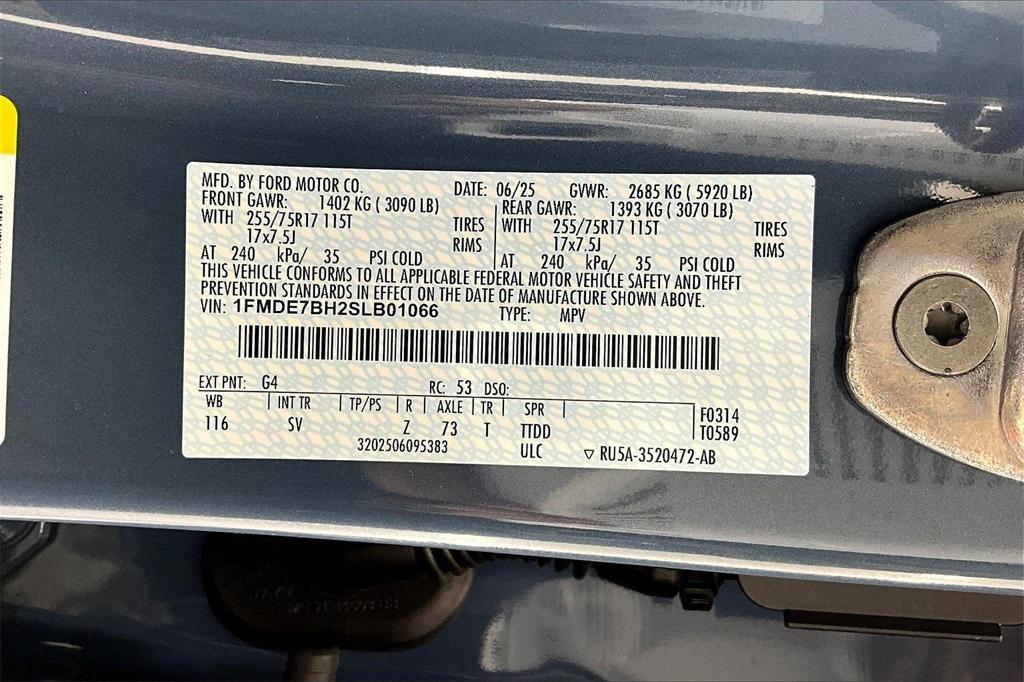 MFD. BY FORD MOTOR CO. DATE: 06/25 GVWR: 2685 KG ( 5920 LB)
FRONT GAWR: 1402 KG ( 3090 LB) REAR GAWR: 1393 KG ( 3070 LB)
WITH 255/75R17 115T TIRES WITH 255/75R17 115T TIRES
17x7.5J RIMS 17x7.5J RIMS
AT 240 kPa/ 35 PSI COLD AT 240 kPa/ 35 PSI COLD
THIS VEHICLE CONFORMS TO ALL APPLICABLE FEDERAL MOTOR VEHICLE SAFETY AND THEFT
PREVENTION STANDARDS IN EFFECT ON THE DATE OF MANUFACTURE SHOWN ABOVE.
VIN: 1FMDE7BH2SLB01066 TYPE: MPV
EXT PNT: G4 RC: 53 DSO:
WB INT TR TP/PS R AXLE TR SPR F0314
116 SV Z 73 T TTDD T0589
3202506095383 ULC ▽ RU5A-3520472-AB